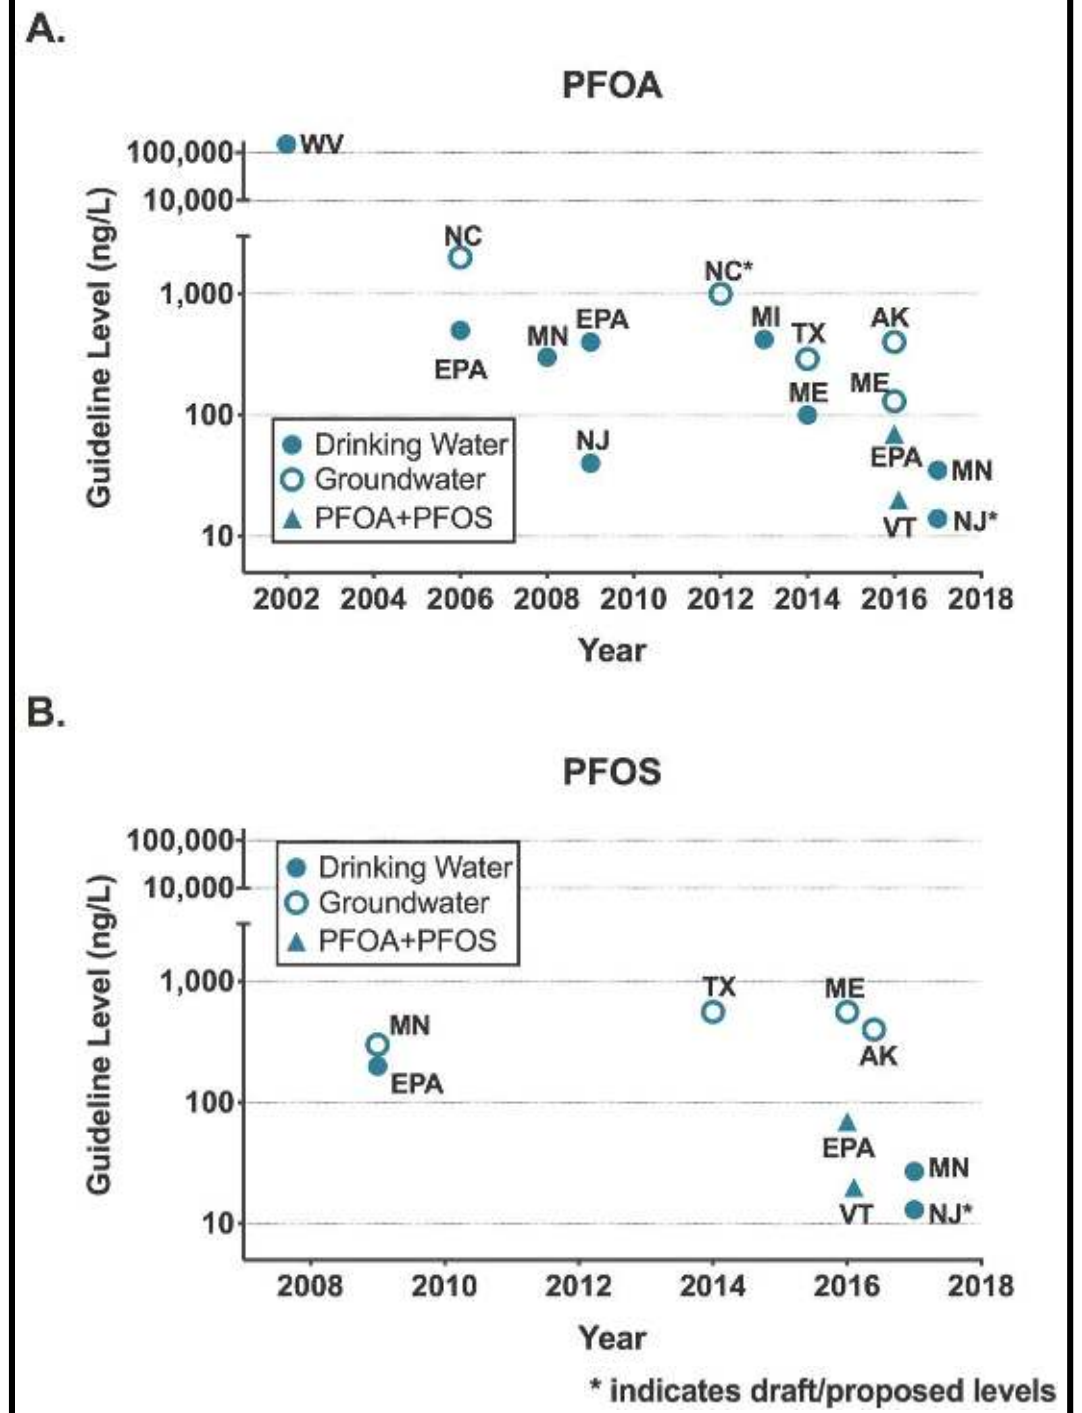 A.
PFOA
Guideline Level (ng/L)
100,000
10,000
1,000
100
10
WV
NC
EPA
MN
EPA
NJ
NC*
MI
TX
ME
AK
ME
EPA
VT
MN
NJ*
Drinking Water
Groundwater
PFOA+PFOS
2002 2004 2006 2008 2010 2012 2014 2016 2018
Year
B.
PFOS
Guideline Level (ng/L)
100,000
10,000
1,000
100
10
Drinking Water
Groundwater
PFOA+PFOS
MN
EPA
TX
ME
AK
EPA
VT
MN
NJ*
2008 2010 2012 2014 2016 2018
Year
* indicates draft/proposed levels